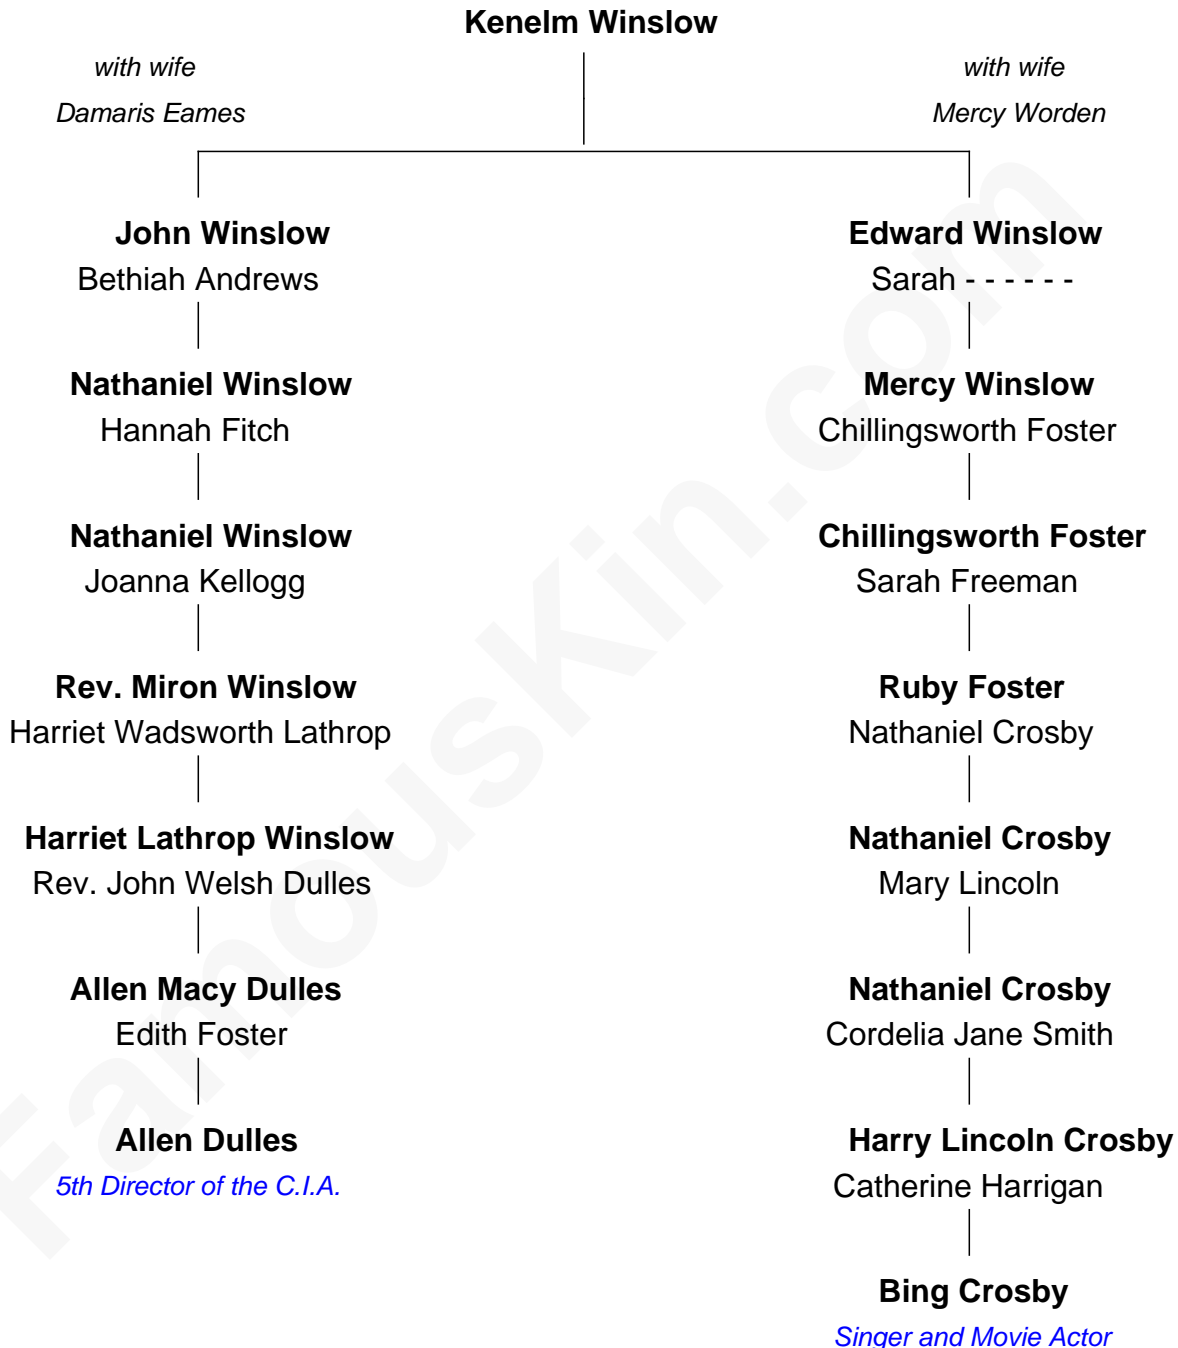 Kenelm Winslow
with wife
Damaris Eames
with wife
Mercy Worden
John Winslow
Bethiah Andrews
Edward Winslow
Sarah - - - - - -
Nathaniel Winslow
Hannah Fitch
Mercy Winslow
Chillingsworth Foster
Nathaniel Winslow
Joanna Kellogg
Chillingsworth Foster
Sarah Freeman
Rev. Miron Winslow
Harriet Wadsworth Lathrop
Ruby Foster
Nathaniel Crosby
Harriet Lathrop Winslow
Rev. John Welsh Dulles
Nathaniel Crosby
Mary Lincoln
Allen Macy Dulles
Edith Foster
Nathaniel Crosby
Cordelia Jane Smith
Allen Dulles
5th Director of the C.I.A.
Harry Lincoln Crosby
Catherine Harrigan
Bing Crosby
Singer and Movie Actor
FamousKin.com